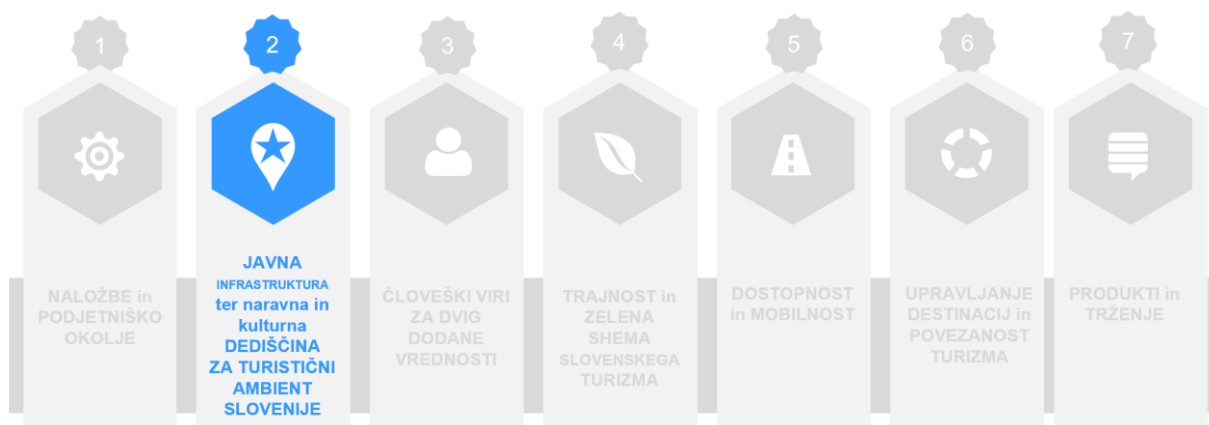 1
NALOŽBE in
PODJETNIŠKO
OKOLJE
2
JAVNA
INFRASTRUKTURA
ter naravna in
kulturna
DEDIŠČINA
ZA TURISTIČNI
AMBIENT
SLOVENIJE
3
ČLOVEŠKI VIRI
ZA DVIG
DODANE
VREDNOSTI
4
TRAJNOST in
ZELENA
SHEMA
SLOVENSKEGA
TURIZMA
5
DOSTOPNOST
in MOBILNOST
6
UPRAVLJANJE
DESTINACIJ in
POVEZANOST
TURIZMA
7
PRODUKTI in
TRŽENJE